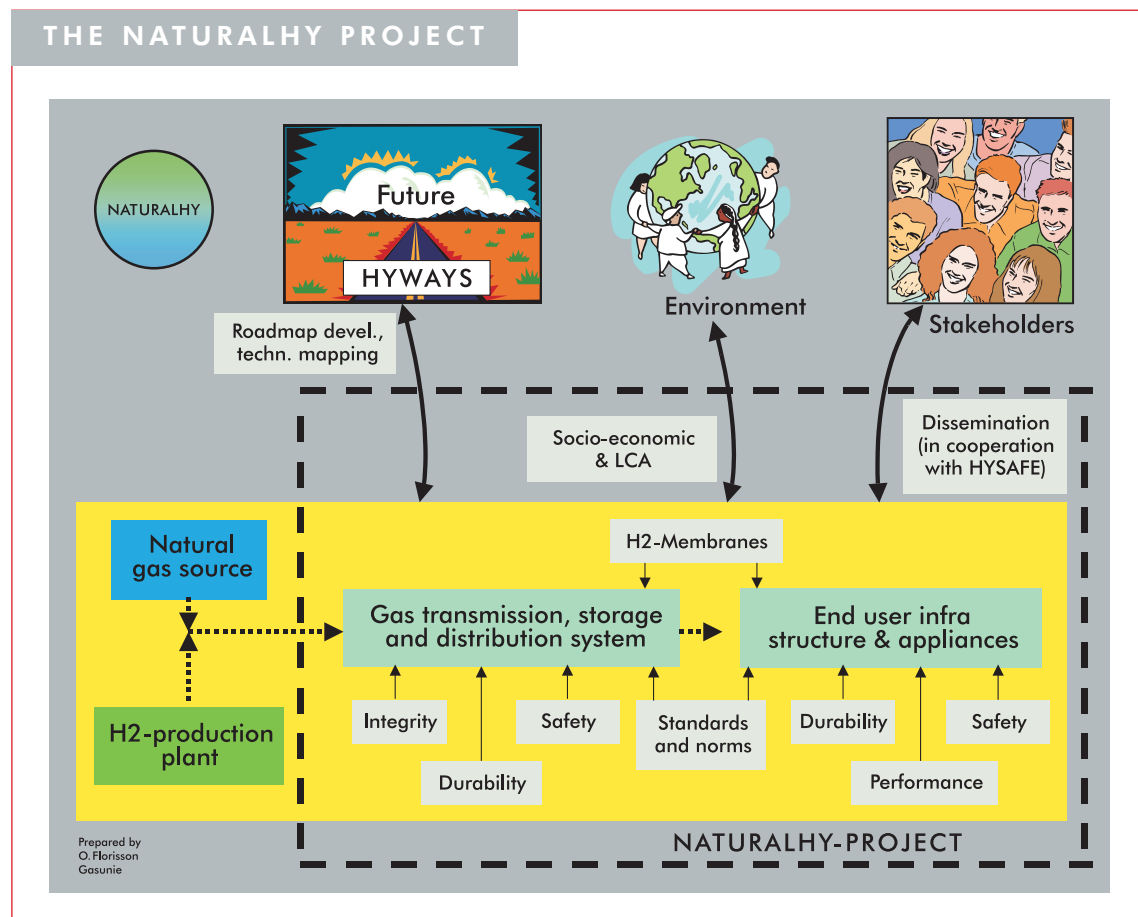 THE NATURALHY PROJECT
NATURALHY
Future
HYWAYS
Environment
Stakeholders
Roadmap devel.,
techn. mapping
Socio-economic
& LCA
Dissemination
(in cooperation
with HYSAFE)
Natural
gas source
H2-Membranes
Gas transmission, storage
and distribution system
End user infra
structure & appliances
H2-production
plant
Integrity
Safety
Standards
and norms
Durability
Safety
Durability
Performance
Prepared by
O. Florisson
Gasunie
NATURALHY-PROJECT